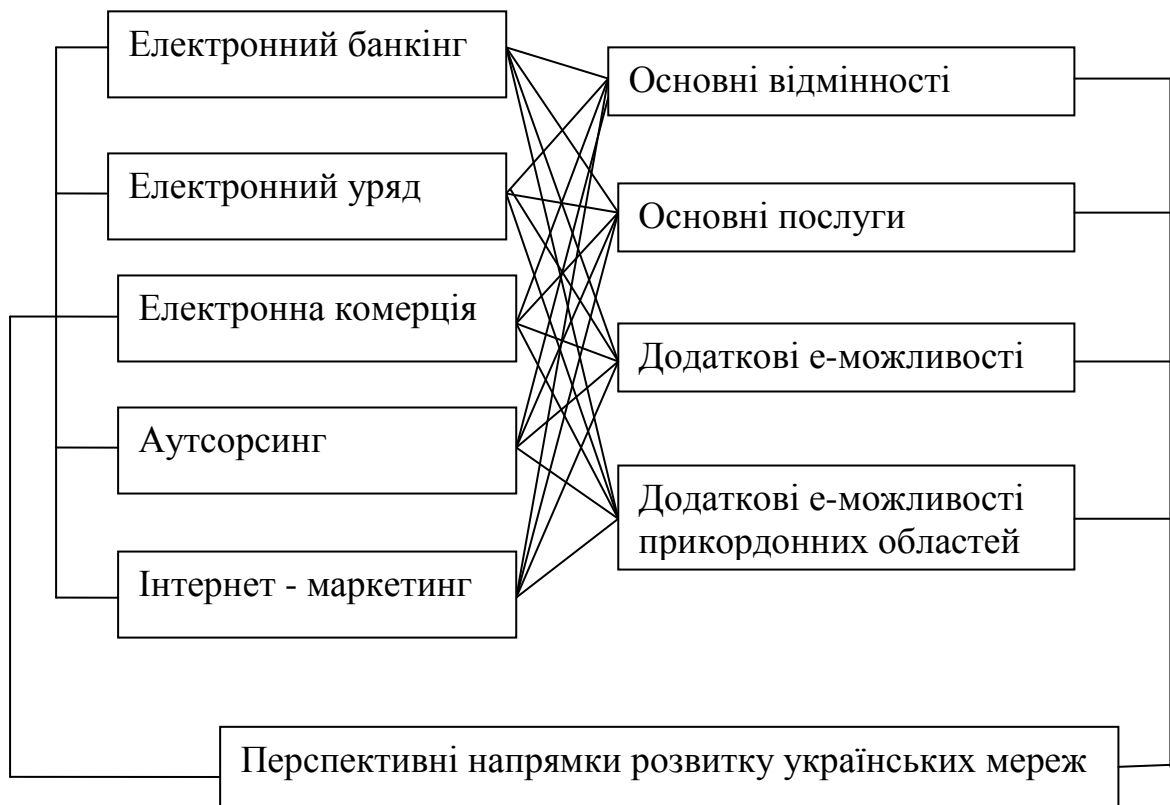 Електронний банкінг
Електронний уряд
Електронна комерція
Аутсорсинг
Інтернет - маркетинг
Основні відмінності
Основні послуги
Додаткові е-можливості
Додаткові е-можливості
прикордонних областей
Перспективні напрямки розвитку українських мереж